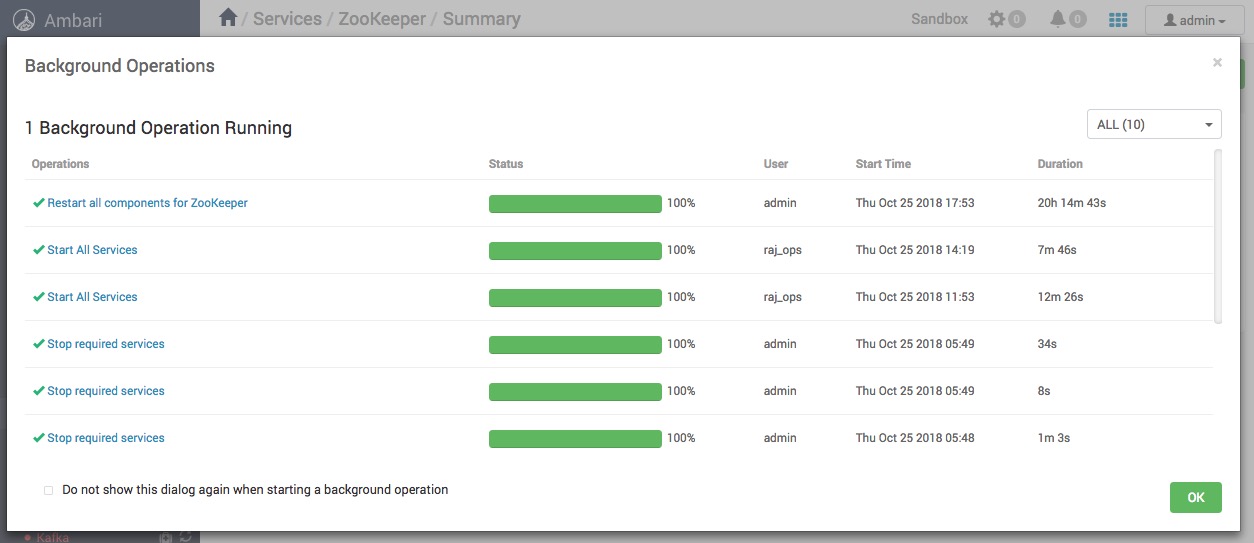 Ambari
/ Services / ZooKeeper / Summary
Sandbox 0 0 admin
Background Operations
×
1 Background Operation Running
ALL (10)
Operations Status User Start Time Duration
Restart all components for ZooKeeper 100% admin Thu Oct 25 2018 17:53 20h 14m 43s
Start All Services 100% raj_ops Thu Oct 25 2018 14:19 7m 46s
Start All Services 100% raj_ops Thu Oct 25 2018 11:53 12m 26s
Stop required services 100% admin Thu Oct 25 2018 05:49 34s
Stop required services 100% admin Thu Oct 25 2018 05:49 8s
Stop required services 100% admin Thu Oct 25 2018 05:48 1m 3s
Do not show this dialog again when starting a background operation
OK
Kafka